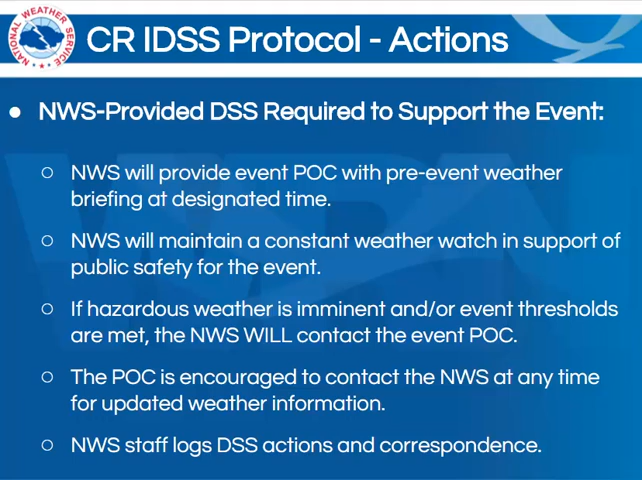 NATIONAL WEATHER SERVICE
CR IDSS Protocol - Actions
● NWS-Provided DSS Required to Support the Event:
○ NWS will provide event POC with pre-event weather
briefing at designated time.
○ NWS will maintain a constant weather watch in support of
public safety for the event.
○ If hazardous weather is imminent and/or event thresholds
are met, the NWS WILL contact the event POC.
○ The POC is encouraged to contact the NWS at any time
for updated weather information.
○ NWS staff logs DSS actions and correspondence.